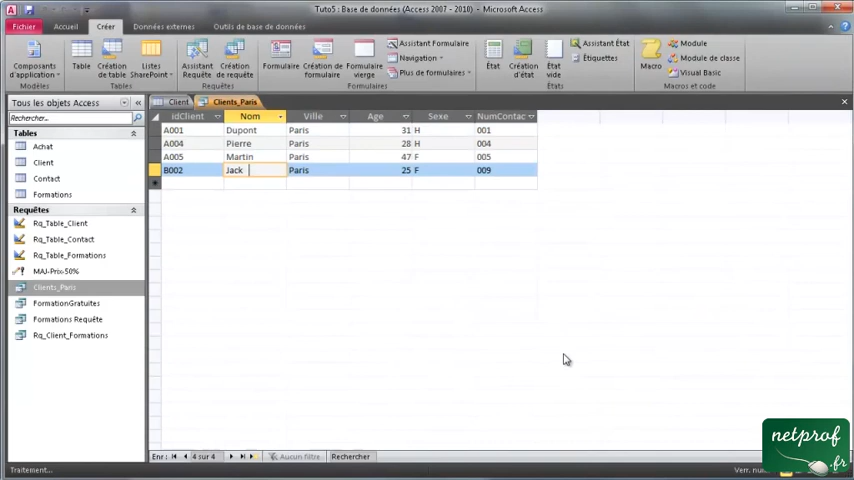 Tuto5 : Base de données (Access 2007 - 2010) - Microsoft Access
Fichier Accueil Créer Données externes Outils de base de données
Composants d'application Table Création de table Listes SharePoint Assistant Requête Création de requête Formulaire Création de formulaire Formulaire vierge Assistant Formulaire Navigation Plus de formulaires État Création d'état État vide Assistant État Étiquettes Macro Module Module de classe Visual Basic
Modèles Tables Requêtes Formulaires États Macros et code
Tous les objets Access Client Clients_Paris
Rechercher... idClient Nom Ville Age Sexe NumContac
A001 Dupont Paris 31 H 001
A004 Pierre Paris 28 H 004
A005 Martin Paris 47 F 005
B002 Jack Paris 25 F 009
Tables
Achat
Client
Contact
Formations
Requêtes
Rq_Table_Client
Rq_Table_Contact
Rq_Table_Formations
MAJ-Prix-50%
Clients_Paris
FormationGratuites
Formations Requête
Rq_Client_Formations
Enr : 4 sur 4 Aucun filtre Rechercher
Traitement... Verr. num.
netprof
.fr